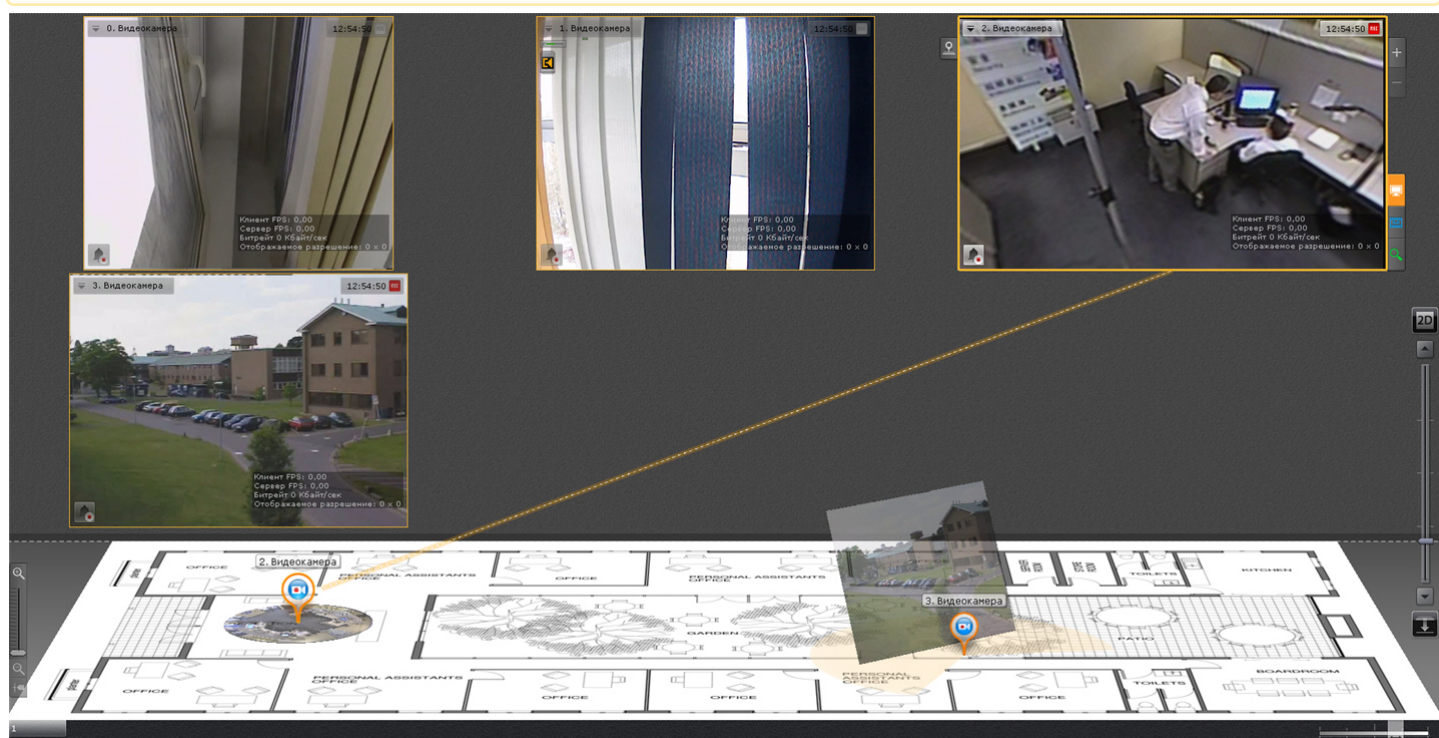 0. Видеокамера
12:54:50
Клиент FPS: 0,00
Сервер FPS: 0,00
Битрейт 0 Кбайт/сек
Отображаемое разрешение: 0 x 0
1. Видеокамера
12:54:50
Клиент FPS: 0,00
Сервер FPS: 0,00
Битрейт 0 Кбайт/сек
Отображаемое разрешение: 0 x 0
2. Видеокамера
12:54:50
Клиент FPS: 0,00
Сервер FPS: 0,00
Битрейт 0 Кбайт/сек
Отображаемое разрешение: 0 x 0
3. Видеокамера
12:54:50
Клиент FPS: 0,00
Сервер FPS: 0,00
Битрейт 0 Кбайт/сек
Отображаемое разрешение: 0 x 0
2D
2. Видеокамера
OFFICE
PERSONAL ASSISTANTS
OFFICE
OFFICE
PERSONAL ASSISTANTS
TOILETS
KITCHEN
3. Видеокамера
GARDEN
PATIO
OFFICE
PERSONAL ASSISTANTS
OFFICE
OFFICE
OFFICE
PERSONAL
ASSISTANTS
OFFICE
OFFICE
TOILETS
BOARDROOM
1